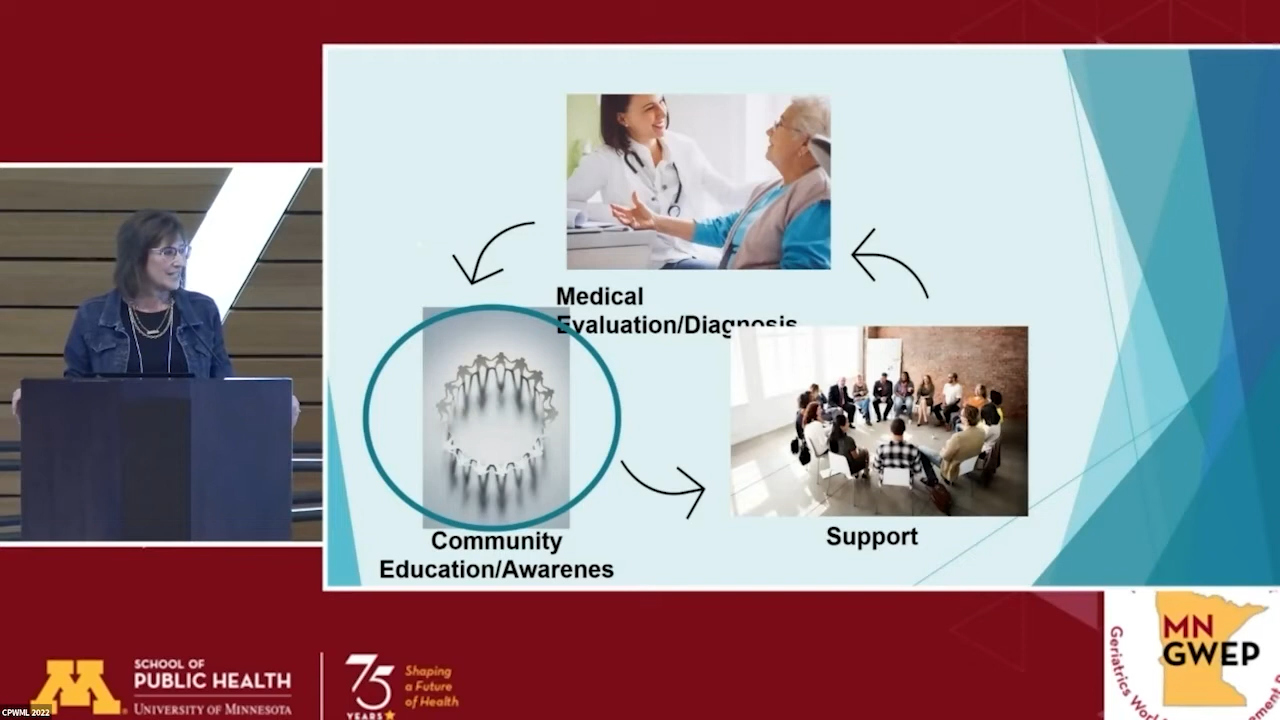 Medical
Evaluation/Diagnosis
Community
Education/Awarenes
Support
SCHOOL OF
PUBLIC HEALTH
UNIVERSITY OF MINNESOTA
75
YEARS
Shaping
a Future
of Health
MN
GWEP
Geriatrics
CPWML 2022